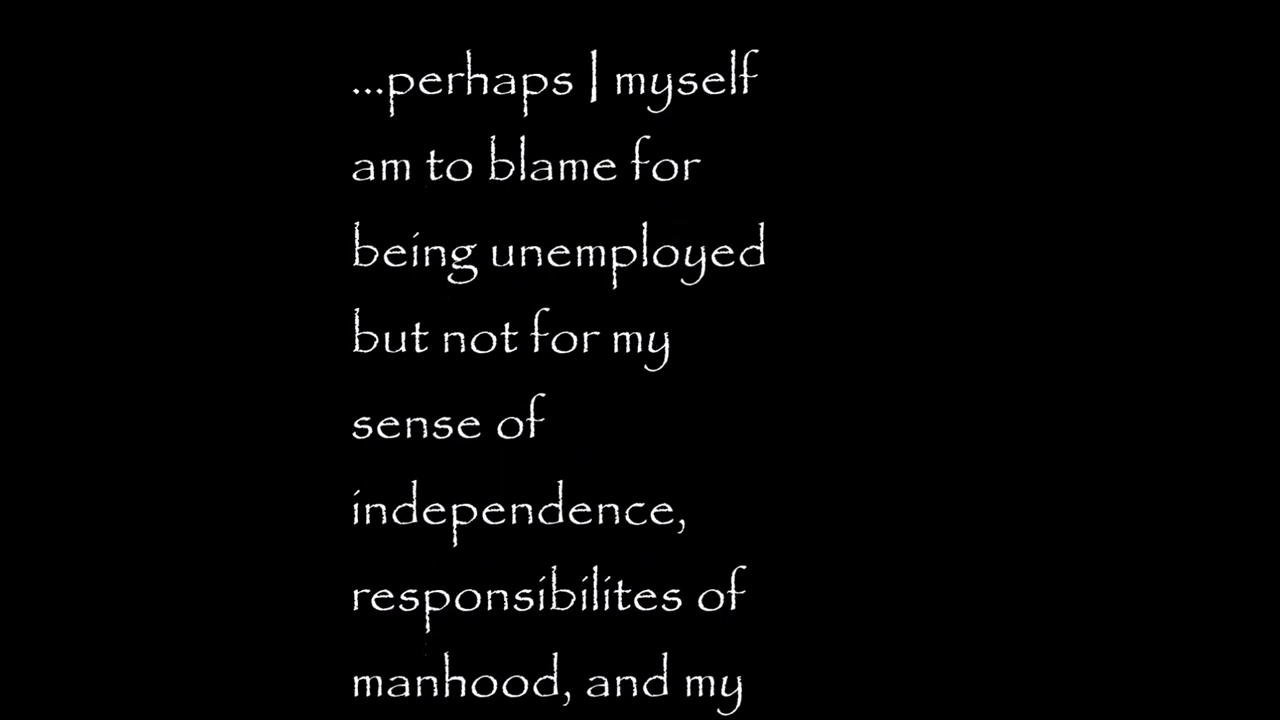 ...perhaps I myself
am to blame for
being unemployed
but not for my
sense of
independence,
responsibilites of
manhood, and my